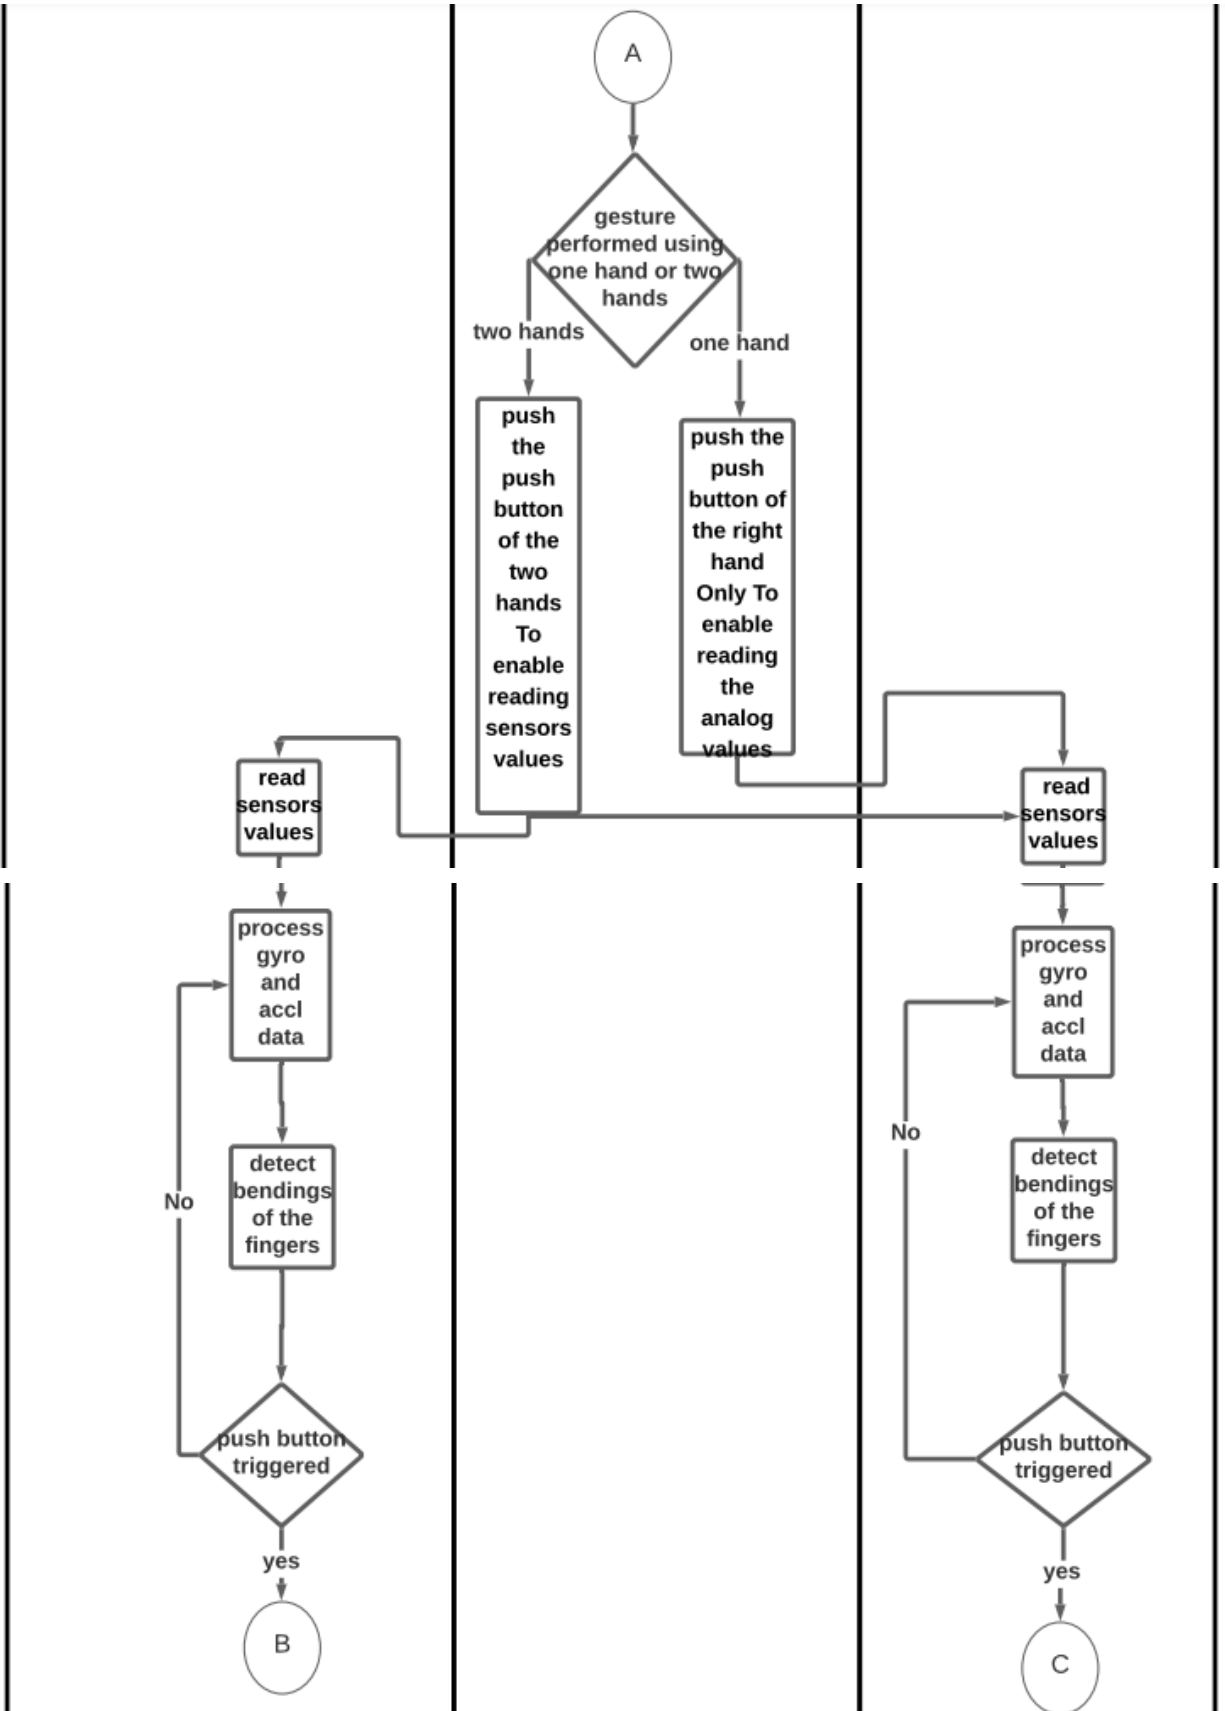 A
gesture
performed using
one hand or two
hands
two hands
one hand
push
the
push
button
of the
two
hands
To
enable
reading
sensors
values
push the
push
button of
the right
hand
Only To
enable
reading
the
analog
values
read
sensors
values
read
sensors
values
process
gyro
and
accl
data
No
detect
bendings
of the
fingers
push button
triggered
yes
B
process
gyro
and
accl
data
No
detect
bendings
of the
fingers
push button
triggered
yes
C